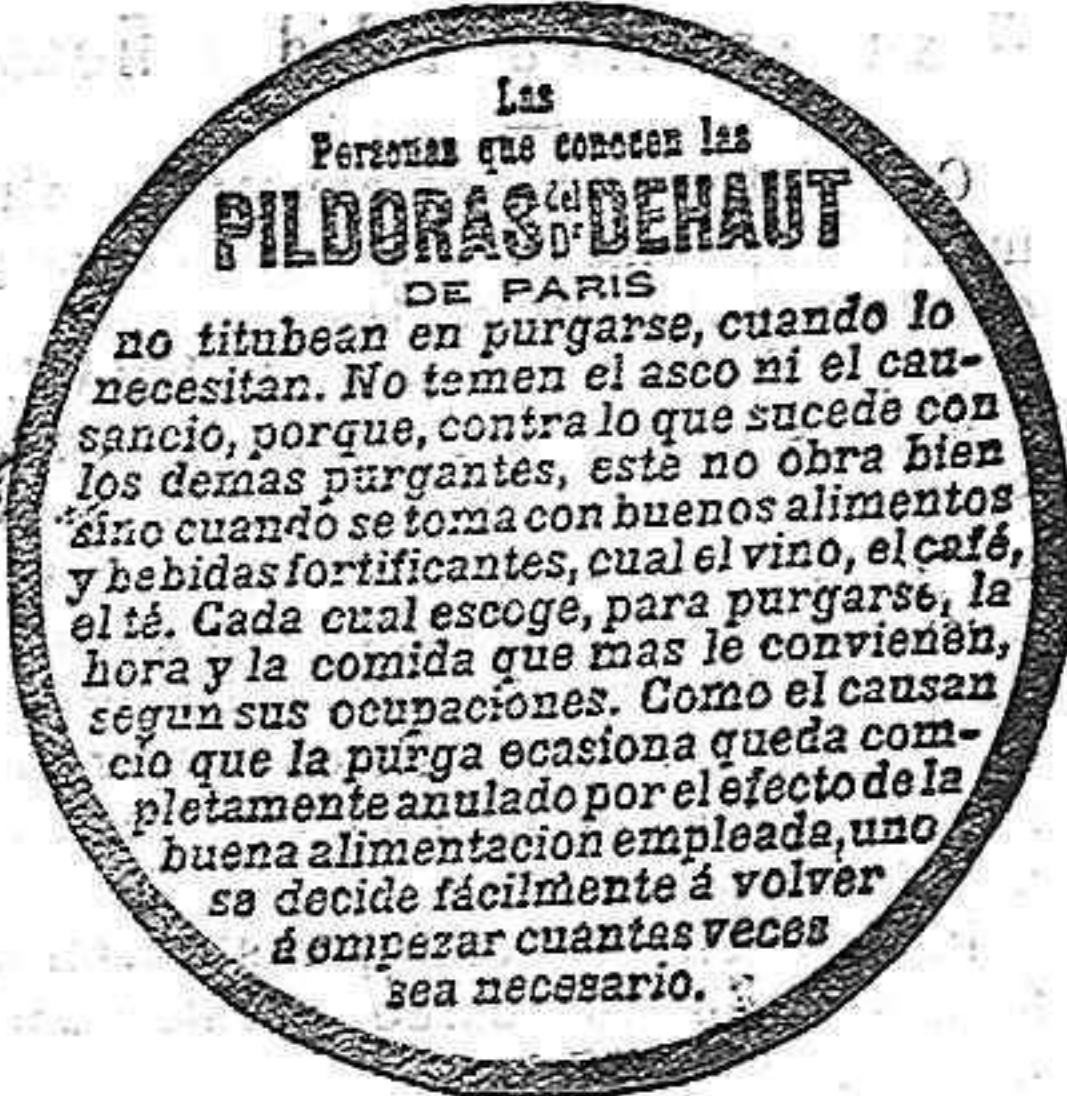 Las
Personas que conocen las
PILDORAS del Dr DEHAUT
DE PARIS
no titubean en purgarse, cuando lo
necesitan. No temen el asco ni el cau-
sancio, porque, contra lo que sucede con
los demas purgantes, este no obra bien
sino cuando se toma con buenos alimentos
y bebidas fortificantes, cual el vino, el café,
el té. Cada cual escoge, para purgarse, la
hora y la comida que mas le convienen,
segun sus ocupaciones. Como el causan
cio que la purga ocasiona queda com-
pletamente anulado por el efecto de la
buena alimentacion empleada, uno
se decide fácilmente á volver
á empezar cuantas veces
sea necesario.